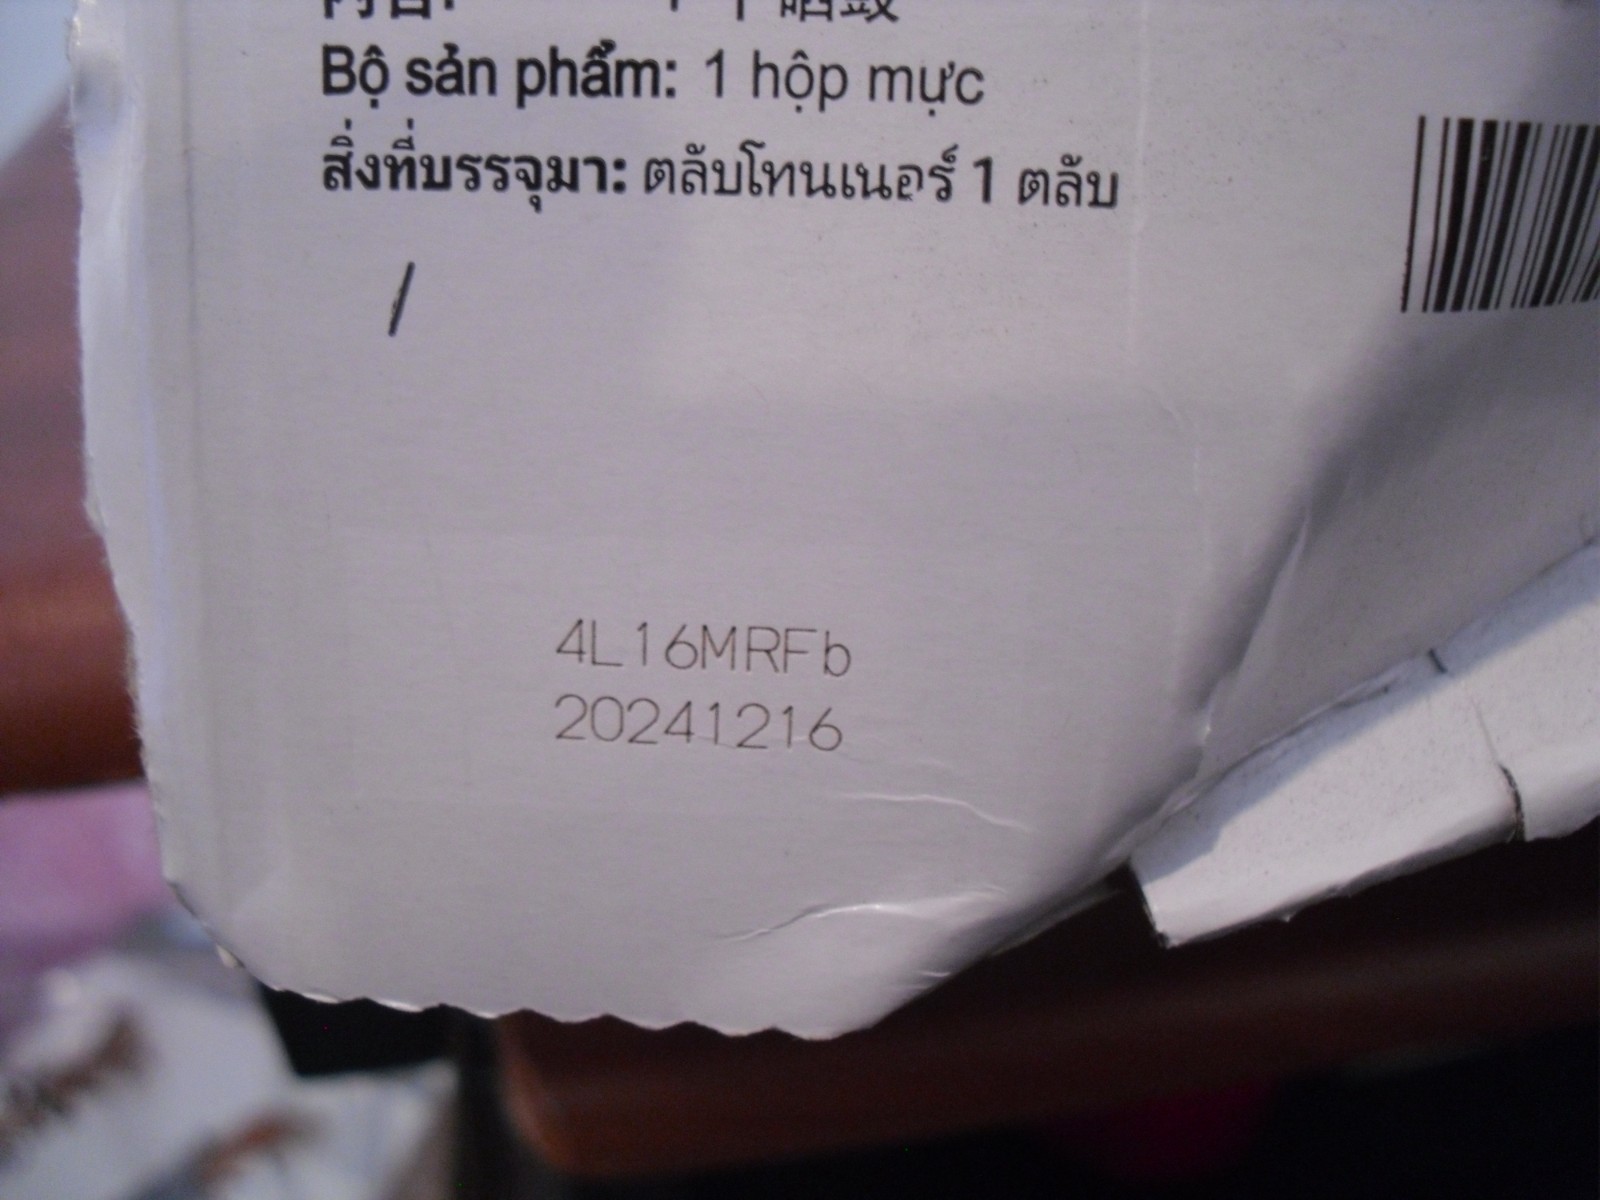 Bộ sản phẩm: 1 hộp mực
สิ่งที่บรรจุมา: ตลับโทนเนอร์ 1 ตลับ
/
4L16MRFb
20241216